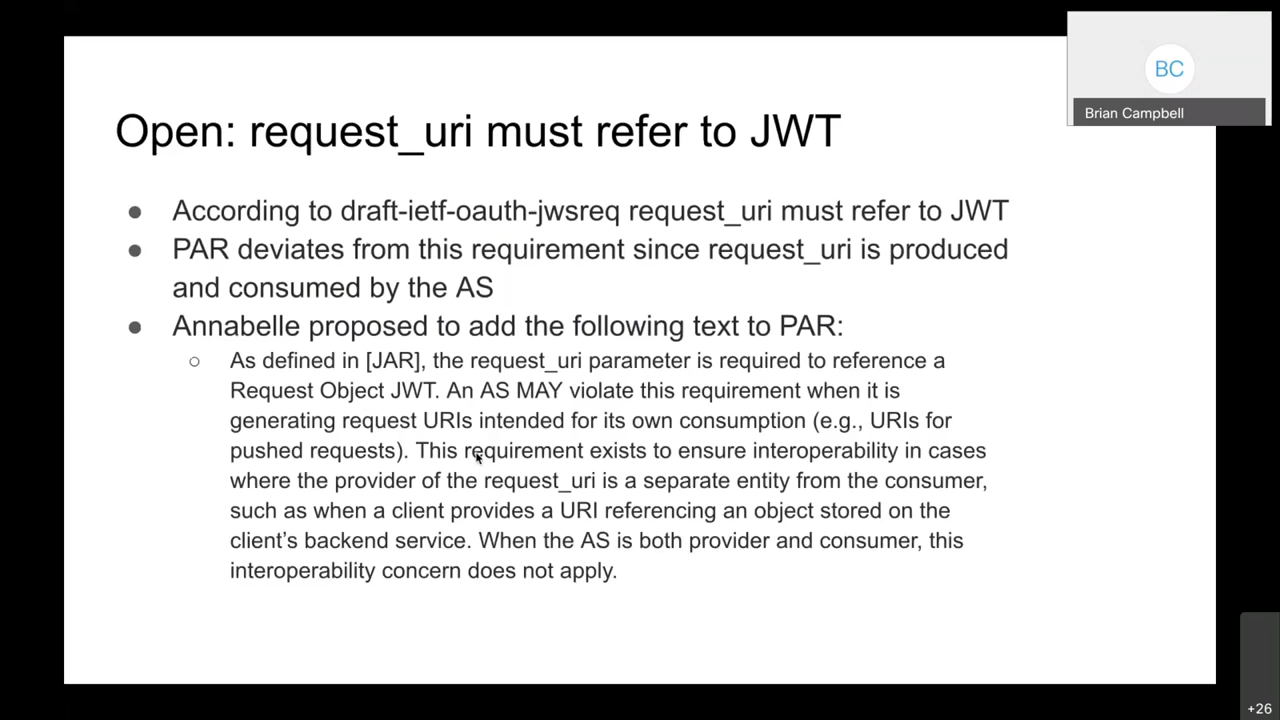 BC
Brian Campbell
Open: request_uri must refer to JWT
● According to draft-ietf-oauth-jwsreq request_uri must refer to JWT
● PAR deviates from this requirement since request_uri is produced
and consumed by the AS
● Annabelle proposed to add the following text to PAR:
○ As defined in [JAR], the request_uri parameter is required to reference a
Request Object JWT. An AS MAY violate this requirement when it is
generating request URIs intended for its own consumption (e.g., URIs for
pushed requests). This requirement exists to ensure interoperability in cases
where the provider of the request_uri is a separate entity from the consumer,
such as when a client provides a URI referencing an object stored on the
client’s backend service. When the AS is both provider and consumer, this
interoperability concern does not apply.
+26